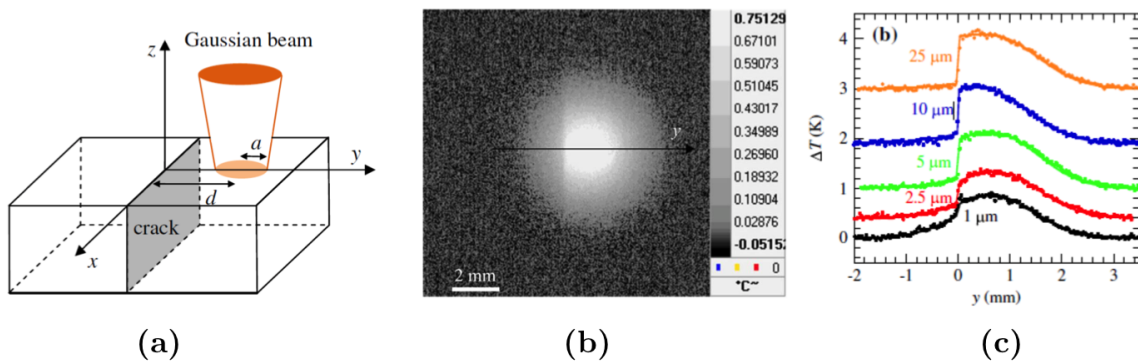 Gaussian beam
z
a
y
d
crack
x
(a)
0.75129
0.67101
0.59073
0.51045
0.43017
0.34989
0.26960
0.18932
0.10904
0.02876
-0.05152
0
°C~
y
2 mm
(b)
(b)
25 µm
10 µm
5 µm
2.5 µm
1 µm
ΔT (K)
4
3
2
1
0
-2
-1
0
1
2
3
y (mm)
(c)